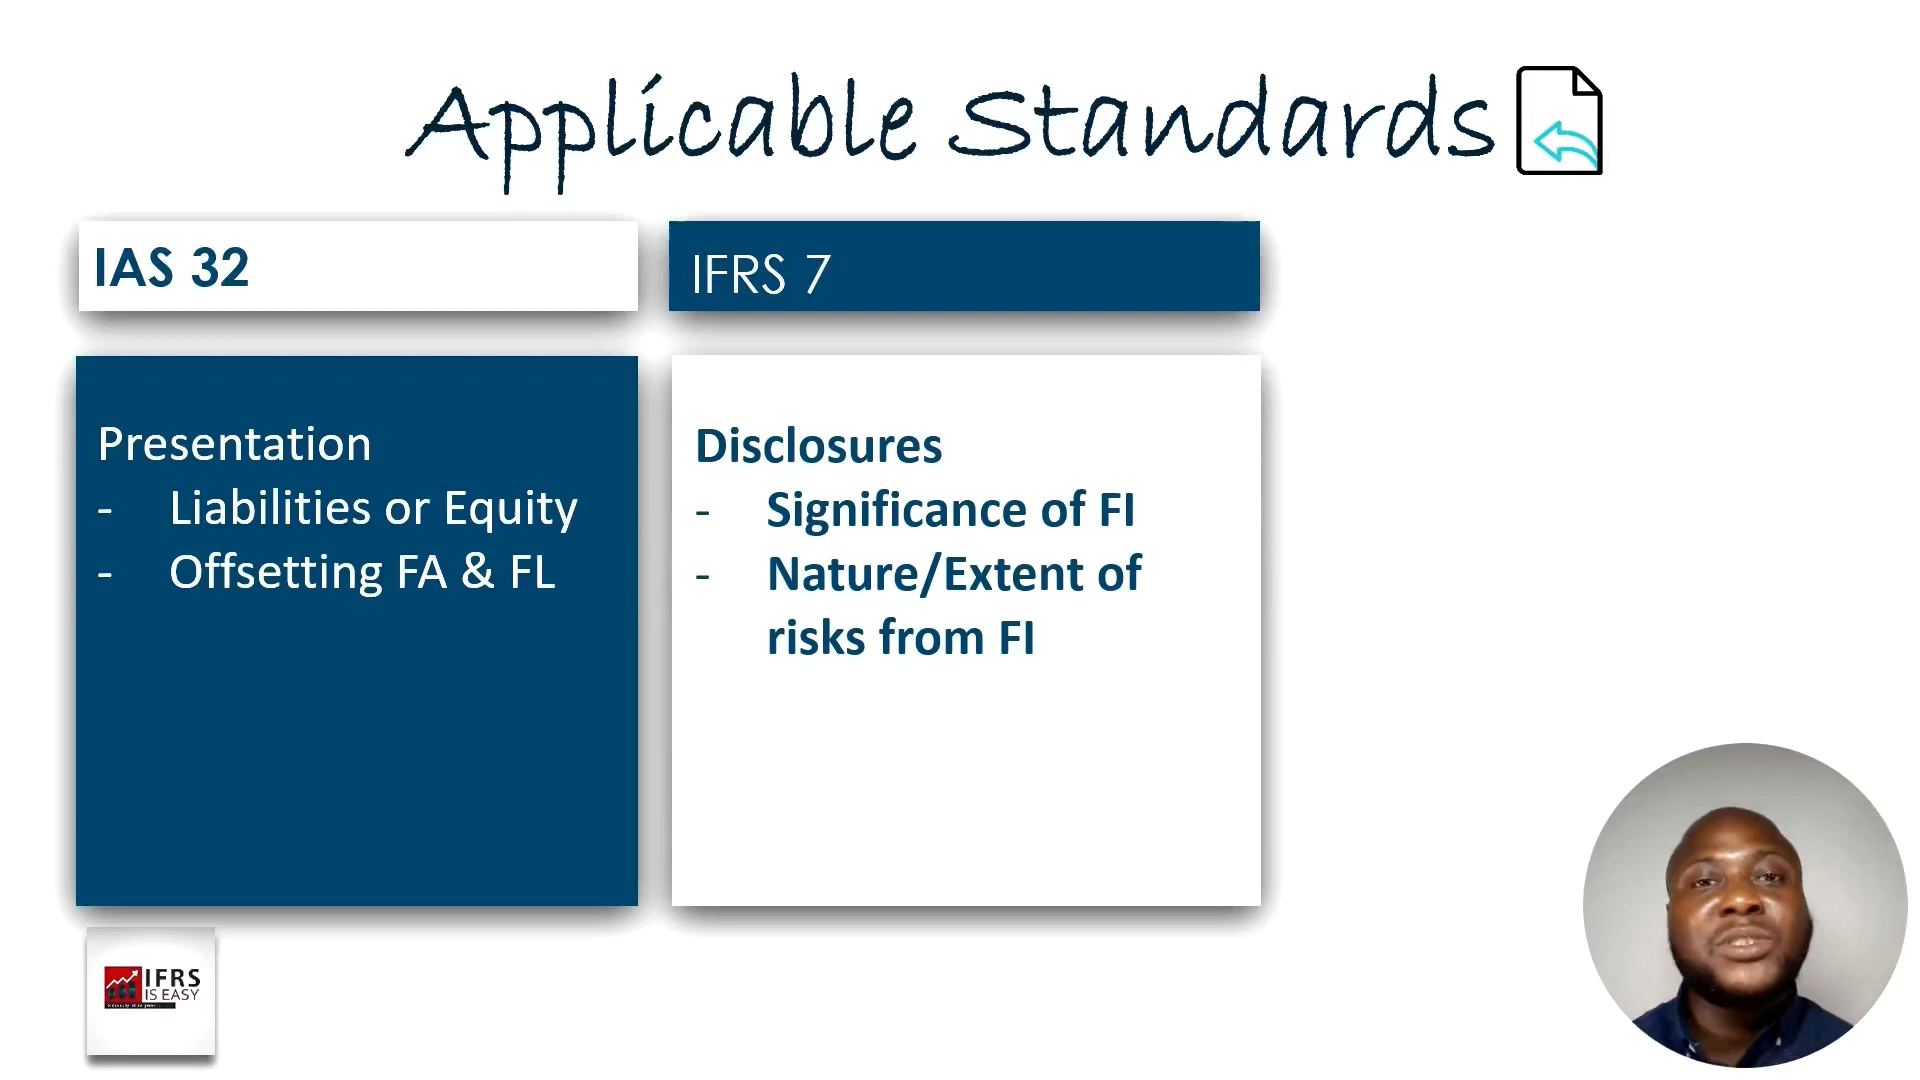 Applicable Standards
IAS 32
IFRS 7
Presentation
- Liabilities or Equity
- Offsetting FA & FL
Disclosures
- Significance of FI
- Nature/Extent of
risks from FI
IFRS
IS EASY